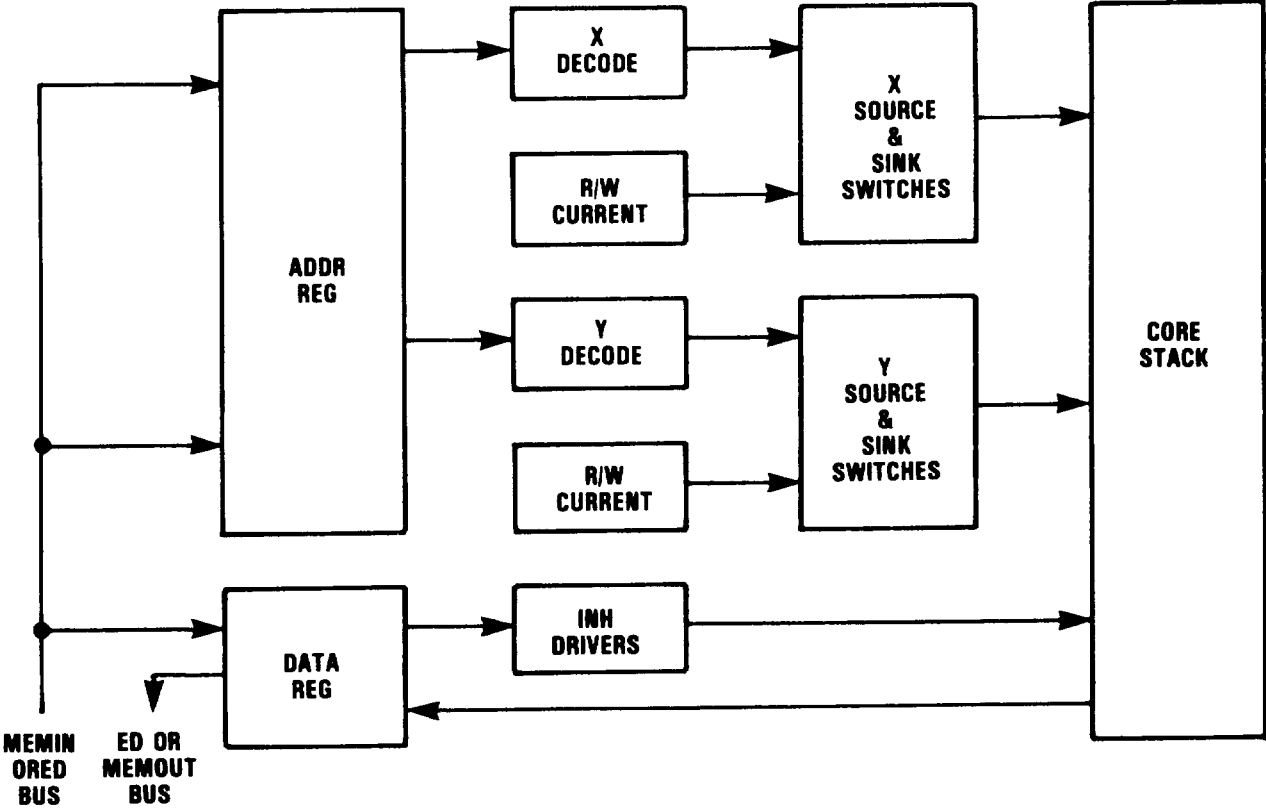 X
DECODE
X
SOURCE
&
SINK
SWITCHES
R/W
CURRENT
ADDR
REG
Y
DECODE
Y
SOURCE
&
SINK
SWITCHES
R/W
CURRENT
CORE
STACK
INH
DRIVERS
DATA
REG
MEMIN
ORED
BUS
ED OR
MEMOUT
BUS